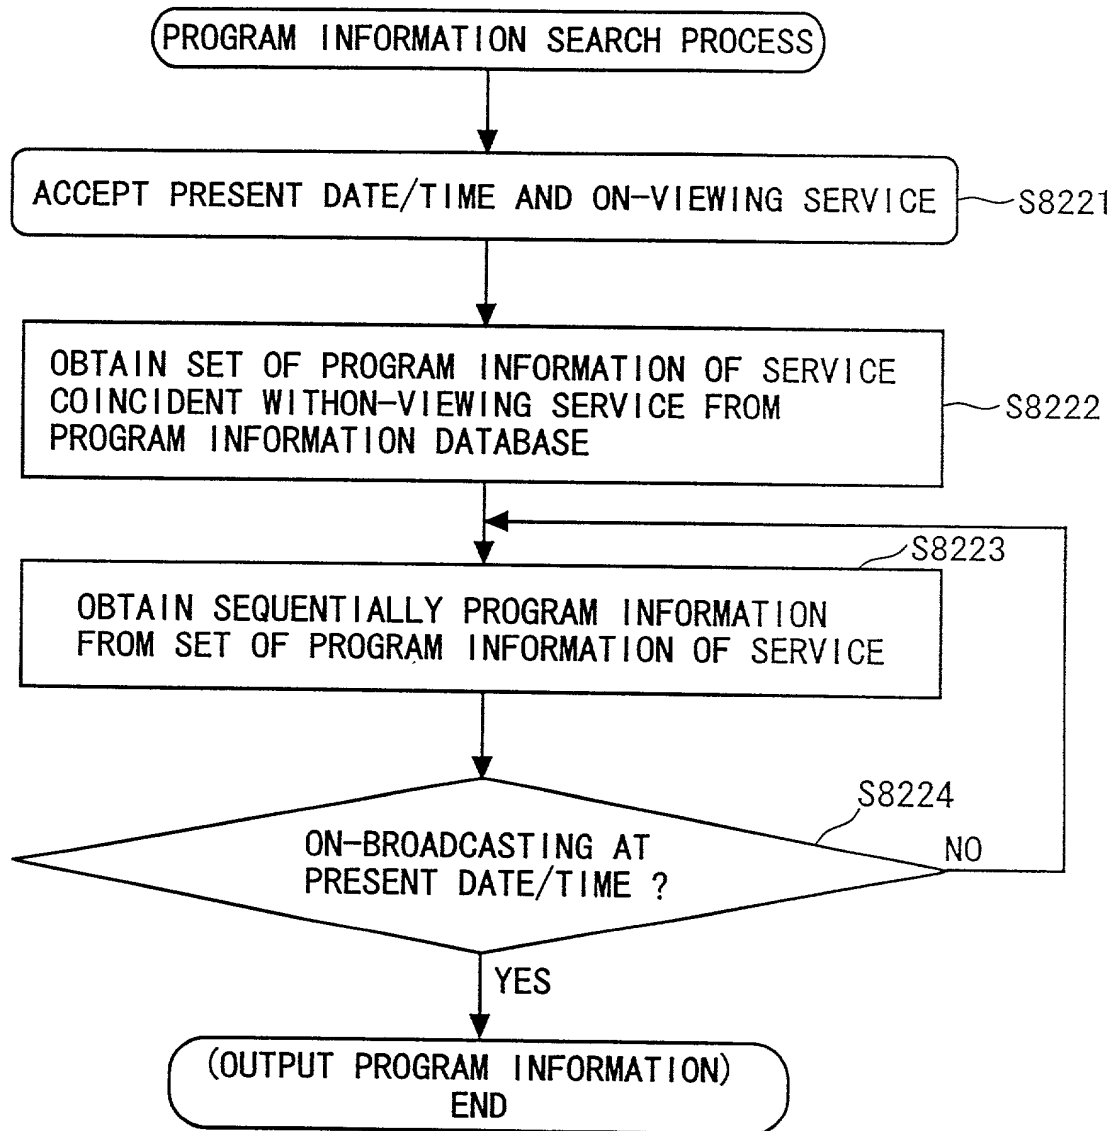 PROGRAM INFORMATION SEARCH PROCESS
ACCEPT PRESENT DATE/TIME AND ON-VIEWING SERVICE
S8221
OBTAIN SET OF PROGRAM INFORMATION OF SERVICE
COINCIDENT WITHON-VIEWING SERVICE FROM
PROGRAM INFORMATION DATABASE
S8222
S8223
OBTAIN SEQUENTIALLY PROGRAM INFORMATION
FROM SET OF PROGRAM INFORMATION OF SERVICE
S8224
ON-BROADCASTING AT
PRESENT DATE/TIME ?
NO
YES
(OUTPUT PROGRAM INFORMATION)
END